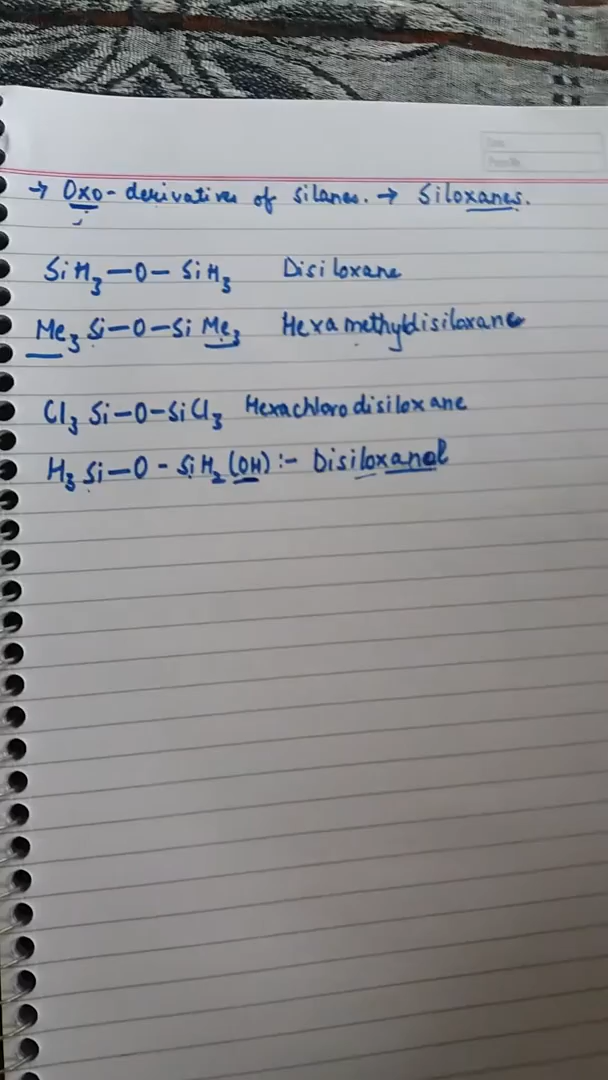 → Oxo-derivatives of silanes. → Siloxanes.
SiH₃—O—SiH₃ Disiloxane
Me₃Si—O—SiMe₃ Hexamethyldisiloxane
Cl₃Si—O—SiCl₃ Hexachlorodisiloxane
H₃Si—O-SiH₂(OH):- Disiloxanol